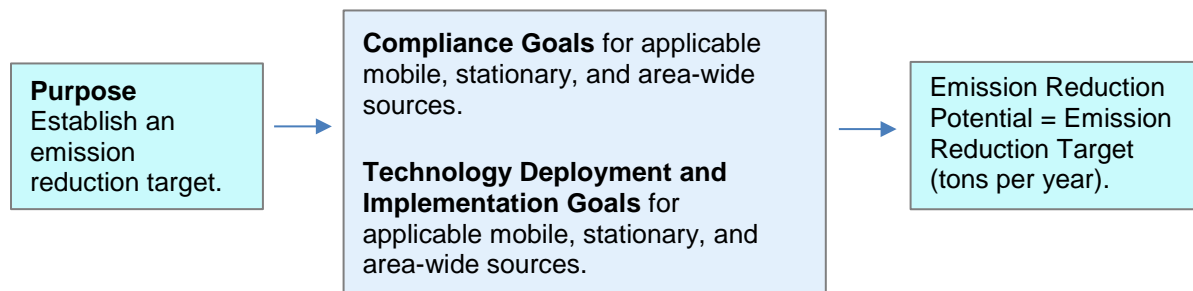 Purpose
Establish an
emission
reduction target.
Compliance Goals for applicable
mobile, stationary, and area-wide
sources.
Technology Deployment and
Implementation Goals for
applicable mobile, stationary, and
area-wide sources.
Emission Reduction
Potential = Emission
Reduction Target
(tons per year).